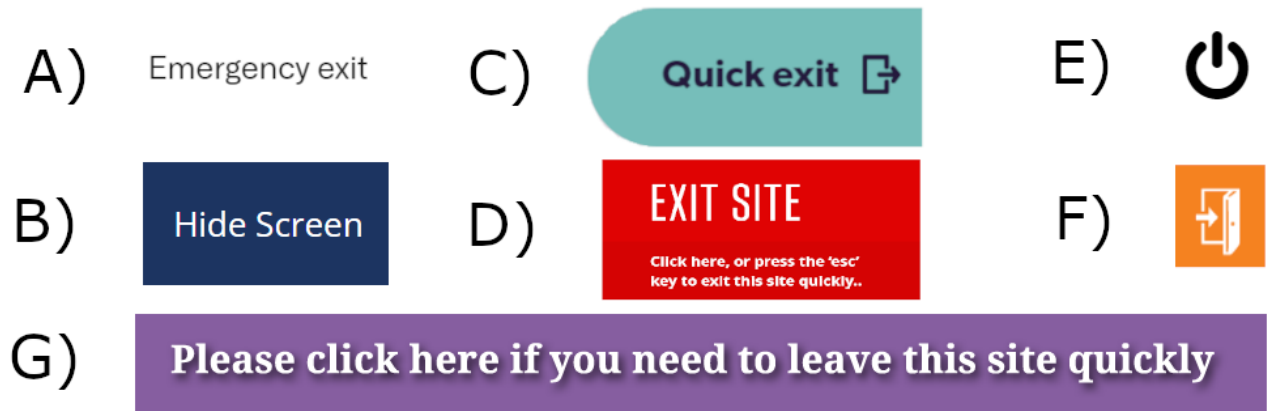 A)
Emergency exit
C)
Quick exit
E)
B)
Hide Screen
D)
EXIT SITE
Click here, or press the ‘esc’
key to exit this site quickly..
F)
G)
Please click here if you need to leave this site quickly